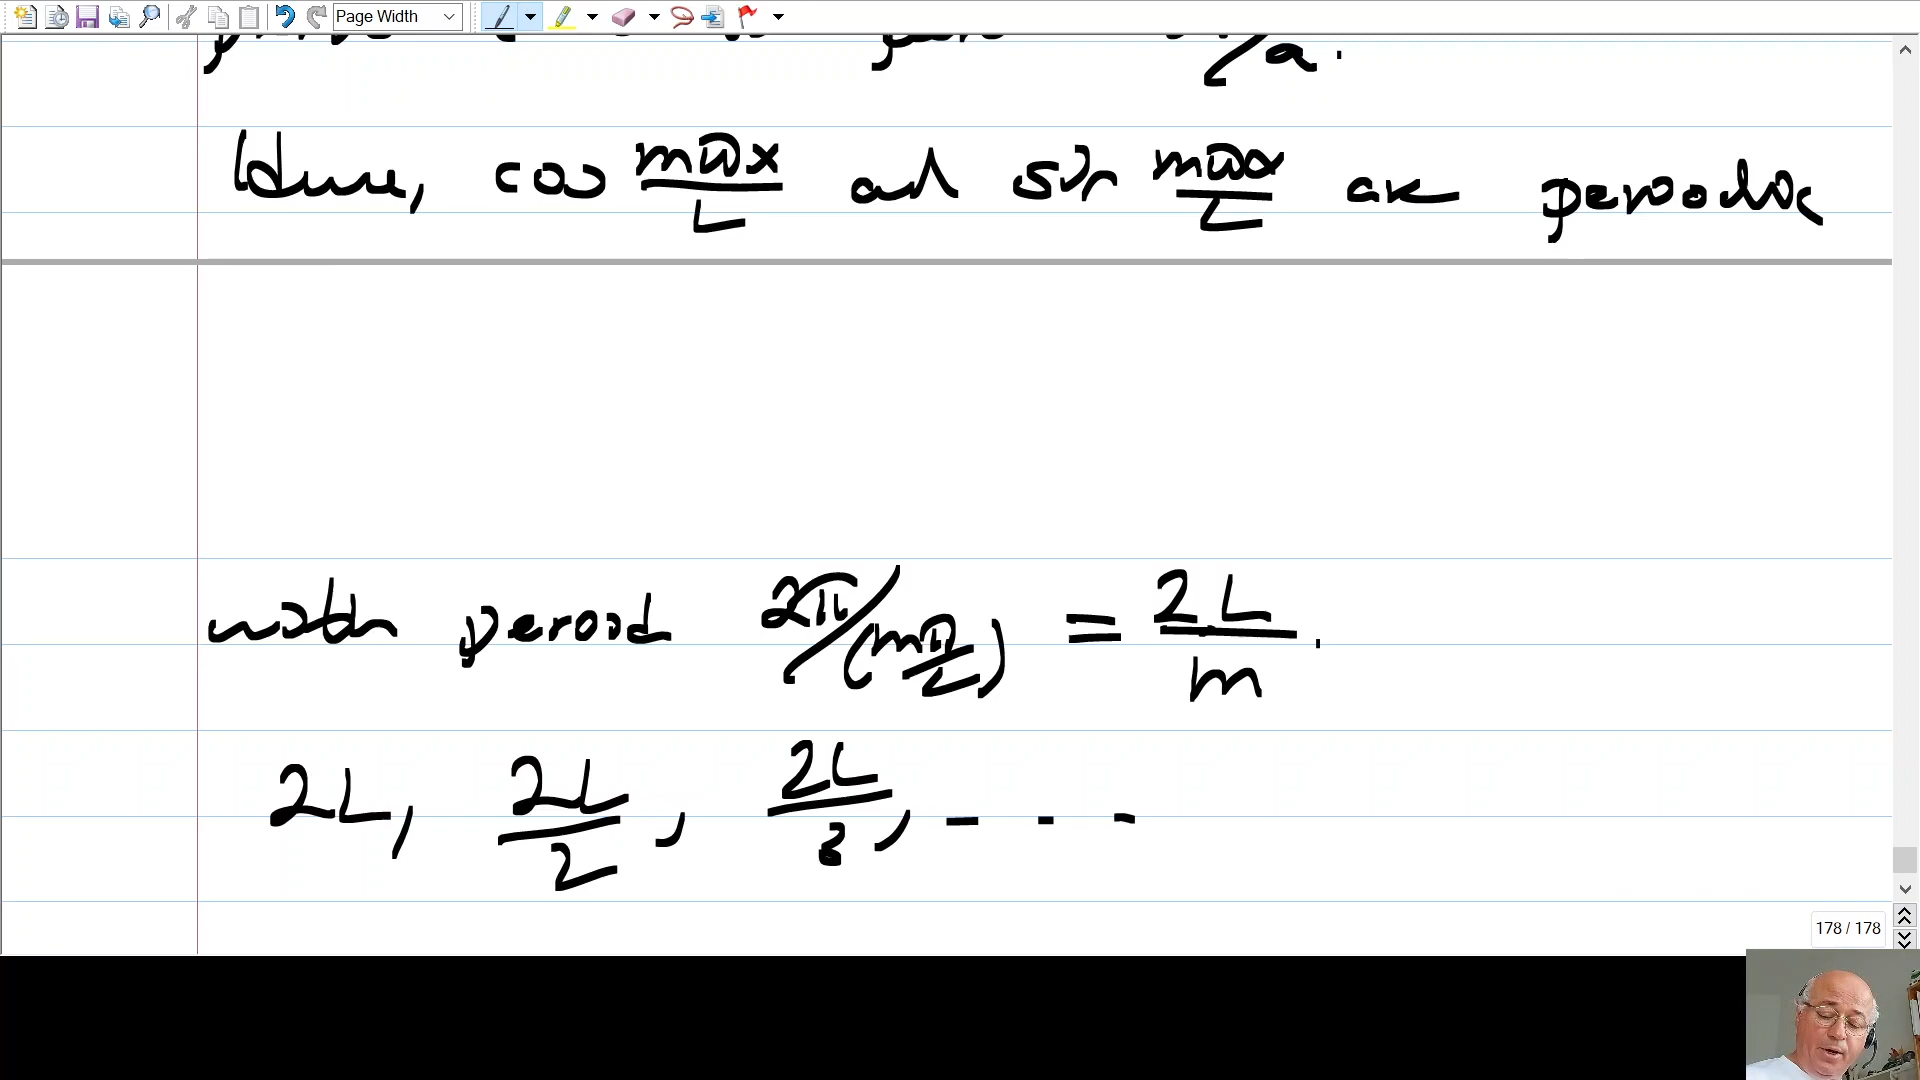 Page Width
2π/a.
Hence, cos mπx/L and sin mπx/L are periodic
with period 2π/(mπ/L) = 2L/m.
2L, 2L/2, 2L/3, - - -
178 / 178